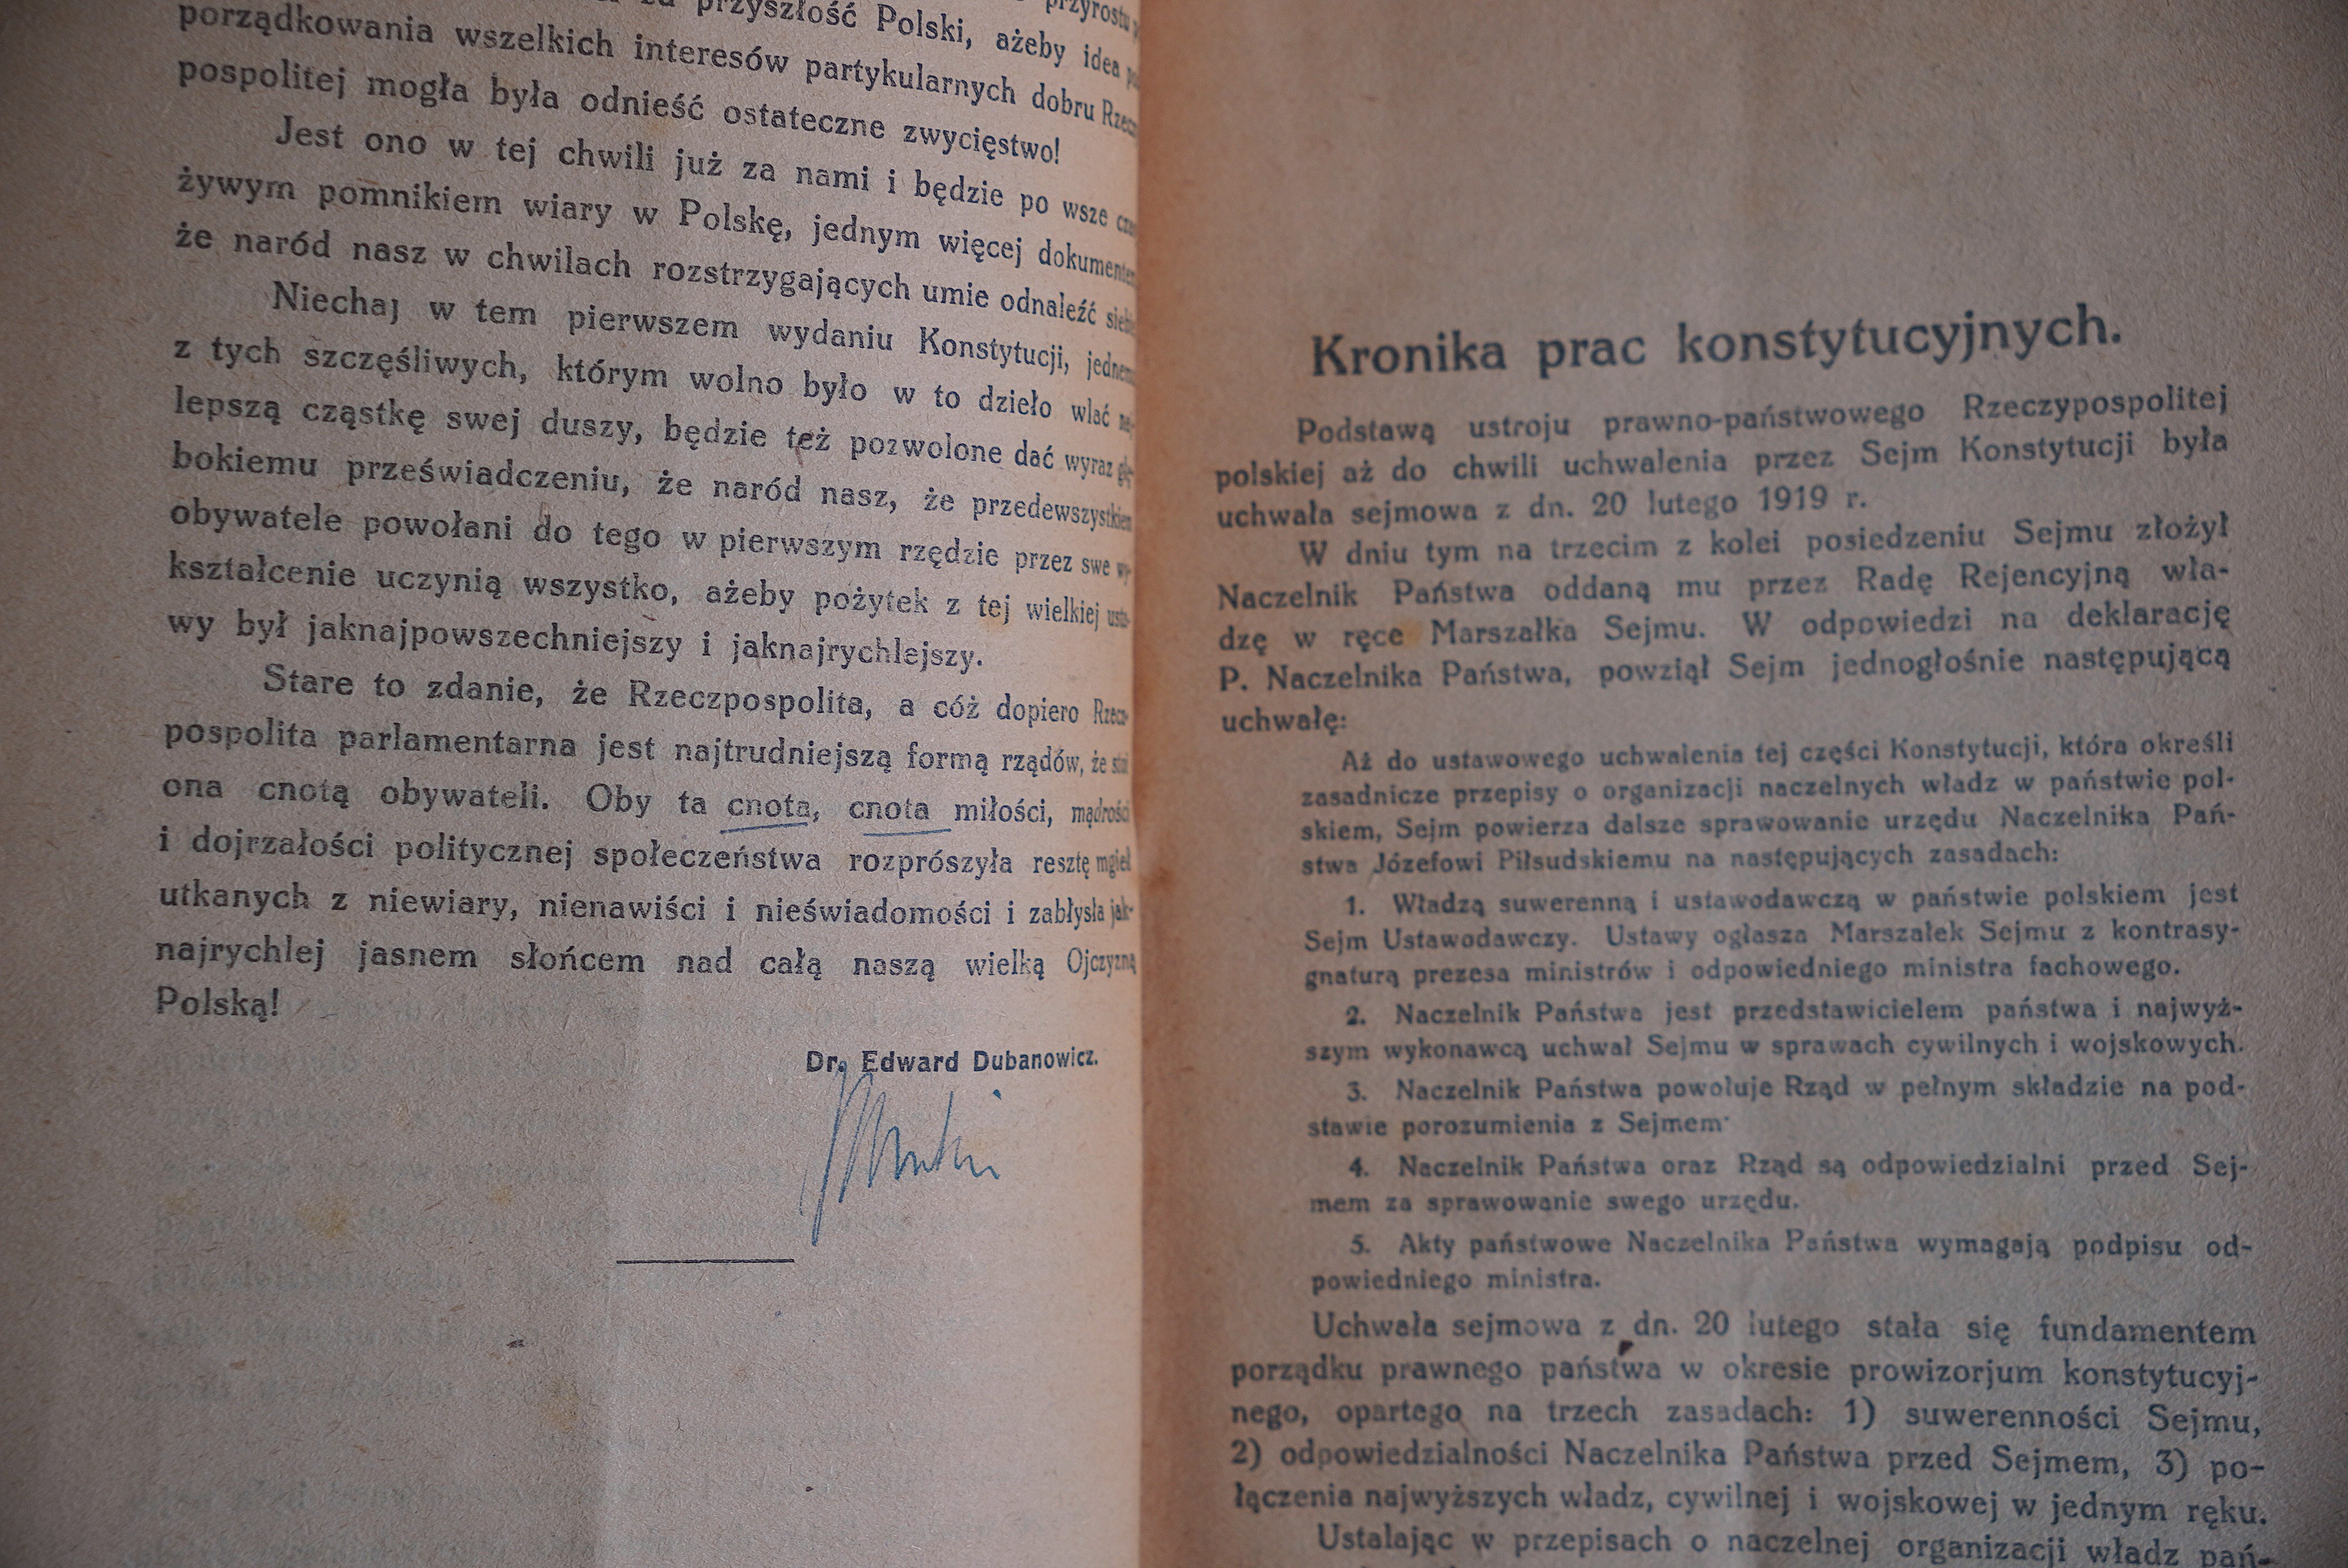 przyrostu
za przyszłość Polski, ażeby idea
porządkowania wszelkich interesów partykularnych dobru Rzecz
pospolitej mogła była odnieść ostateczne zwycięstwo!
Jest ono w tej chwili już za nami i będzie po wsze
żywym pomnikiem wiary w Polskę, jednym więcej dokumentem
że naród nasz w chwilach rozstrzygających umie odnaleźć siebie
Niechaj w tem pierwszem wydaniu Konstytucji, jednem
z tych szczęśliwych, którym wolno było w to dzieło wlać
lepszą cząstkę swej duszy, będzie też pozwolone dać wyraz głę-
bokiemu przeświadczeniu, że naród nasz, że przedewszystkiem
obywatele powołani do tego w pierwszym rzędzie przez swe wy-
kształcenie uczynią wszystko, ażeby pożytek z tej wielkiej usta-
wy był jaknajpowszechniejszy i jaknajrychlejszy.
Stare to zdanie, że Rzeczpospolita, a cóż dopiero Rzecz-
pospolita parlamentarna jest najtrudniejszą formą rządów, że stoi
ona cnotą obywateli. Oby ta cnota, cnota miłości, mądrości
i dojrzałości politycznej społeczeństwa rozprószyła resztę mgieł
utkanych z niewiary, nienawiści i nieświadomości i zabłysła jak-
najrychlej jasnem słońcem nad całą naszą wielką Ojczyzną
Polską!
Dr. Edward Dubanowicz.
Kronika prac konstytucyjnych.
Podstawą ustroju prawno-państwowego Rzeczypospolitej
polskiej aż do chwili uchwalenia przez Sejm Konstytucji była
uchwała sejmowa z dn. 20 lutego 1919 r.
W dniu tym na trzecim z kolei posiedzeniu Sejmu złożył
Naczelnik Państwa oddaną mu przez Radę Rejencyjną wła-
dzę w ręce Marszałka Sejmu. W odpowiedzi na deklarację
P. Naczelnika Państwa, powziął Sejm jednogłośnie następującą
uchwałę:
Aż do ustawowego uchwalenia tej części Konstytucji, która określi
zasadnicze przepisy o organizacji naczelnych władz w państwie pol-
skiem, Sejm powierza dalsze sprawowanie urzędu Naczelnika Pań-
stwa Józefowi Piłsudskiemu na następujących zasadach:
1. Władzą suwerenną i ustawodawczą w państwie polskiem jest
Sejm Ustawodawczy. Ustawy ogłasza Marszałek Sejmu z kontrasy-
gnaturą prezesa ministrów i odpowiedniego ministra fachowego.
2. Naczelnik Państwa jest przedstawicielem państwa i najwyż-
szym wykonawcą uchwał Sejmu w sprawach cywilnych i wojskowych.
3. Naczelnik Państwa powołuje Rząd w pełnym składzie na pod-
stawie porozumienia z Sejmem
4. Naczelnik Państwa oraz Rząd są odpowiedzialni przed Sej-
mem za sprawowanie swego urzędu.
5. Akty państwowe Naczelnika Państwa wymagają podpisu od-
powiedniego ministra.
Uchwała sejmowa z dn. 20 lutego stała się fundamentem
porządku prawnego państwa w okresie prowizorjum konstytucyj-
nego, opartego na trzech zasadach: 1) suwerenności Sejmu,
2) odpowiedzialności Naczelnika Państwa przed Sejmem, 3) po-
łączenia najwyższych władz, cywilnej i wojskowej w jednym ręku.
Ustalając w przepisach o naczelnej organizacji władz pań-